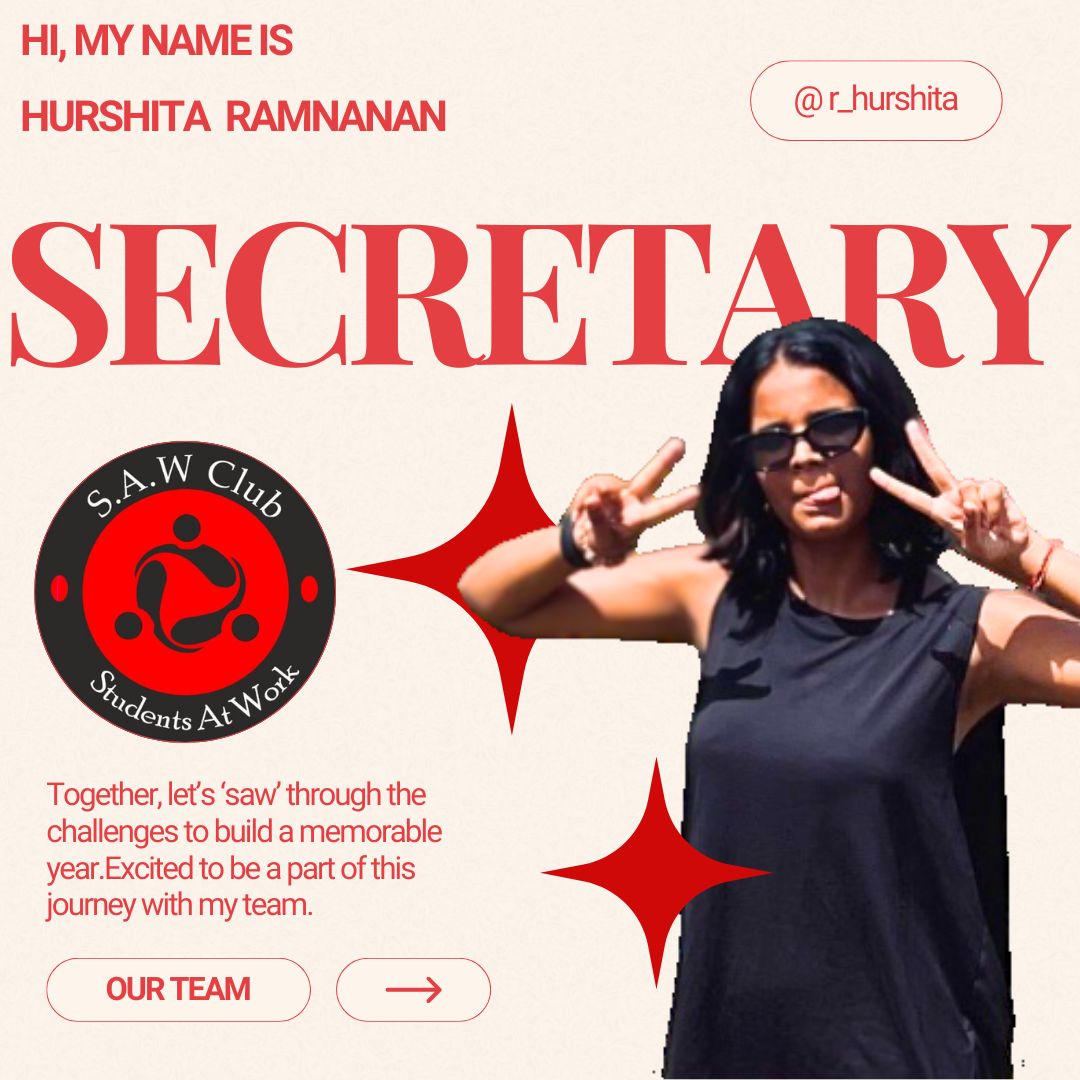 HI, MY NAME IS
HURSHITA RAMNANAN
@ r_hurshita
SECRETARY
S.A.W Club
Students At Work
Together, let's ‘saw’ through the
challenges to build a memorable
year.Excited to be a part of this
journey with my team.
OUR TEAM